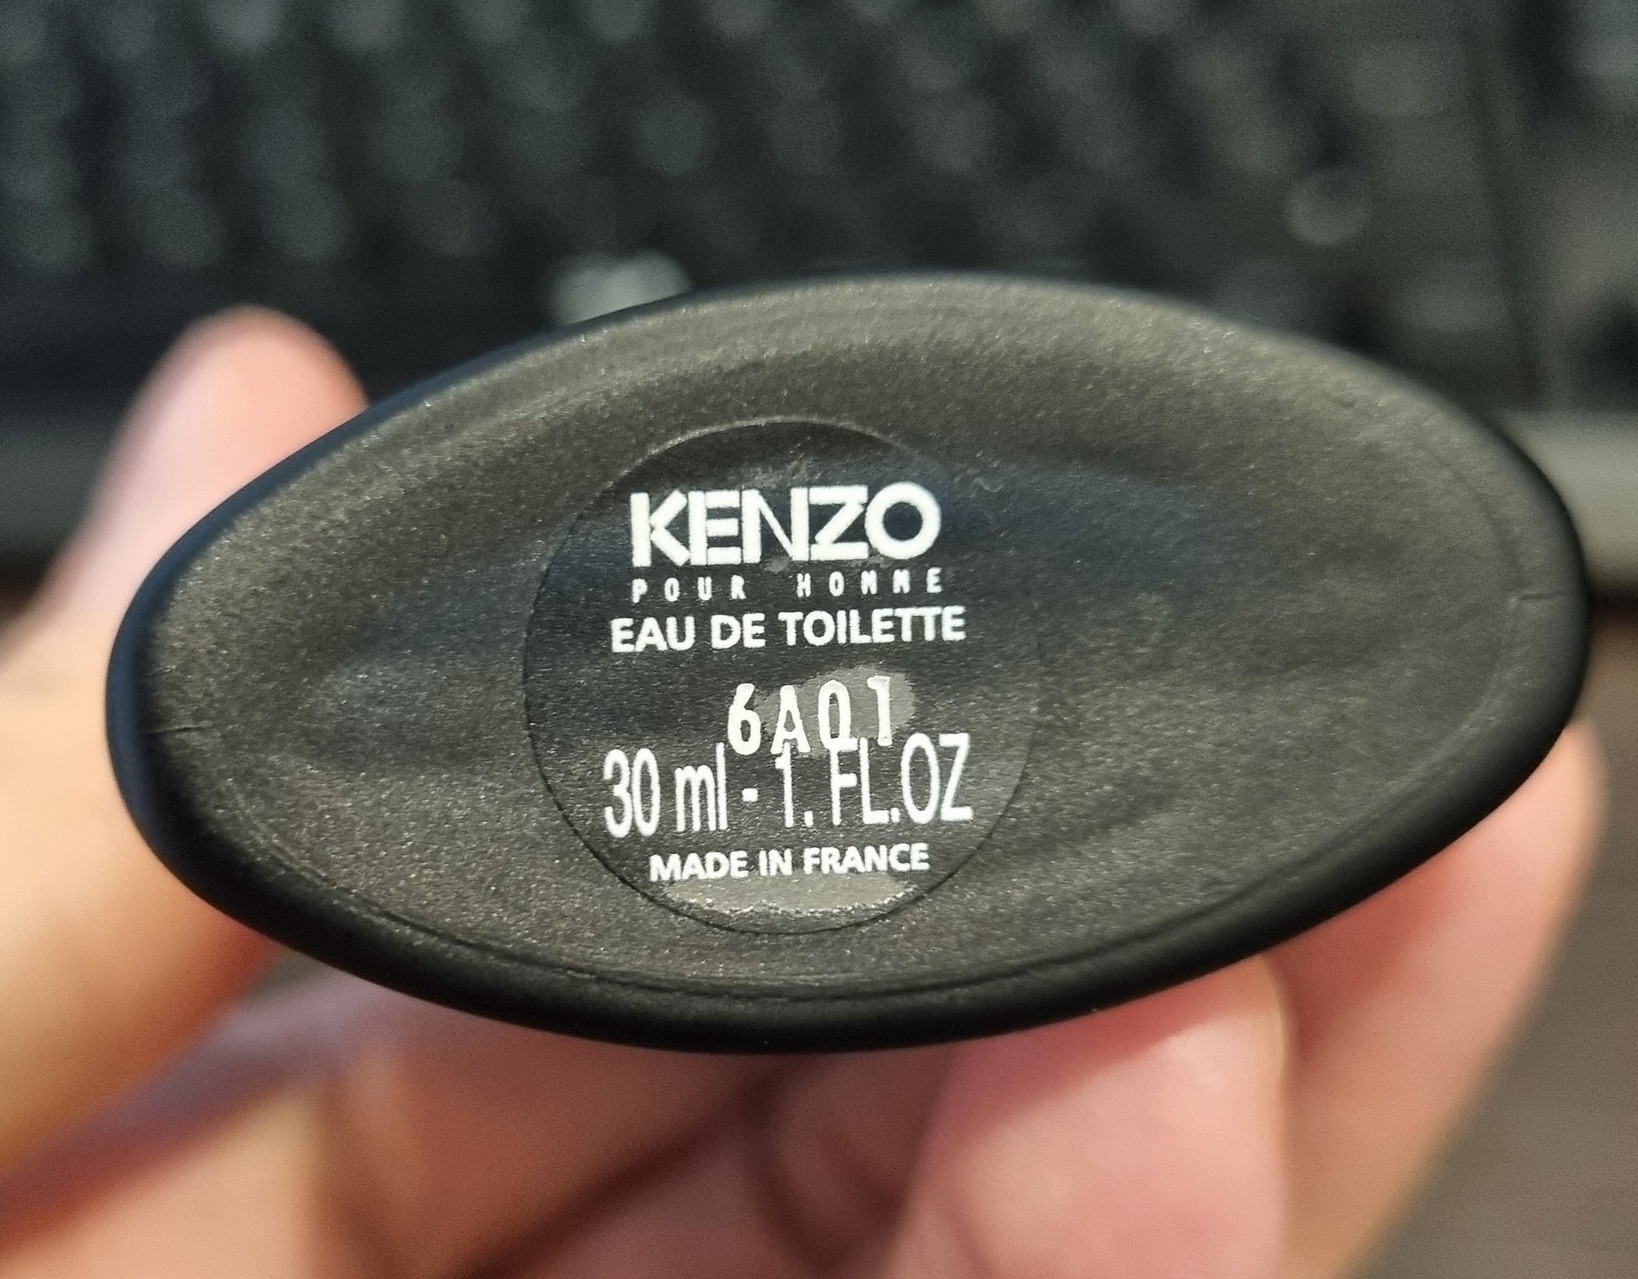 KENZO
POUR HOMME
EAU DE TOILETTE
6A01
30 ml - 1. FL.OZ
MADE IN FRANCE